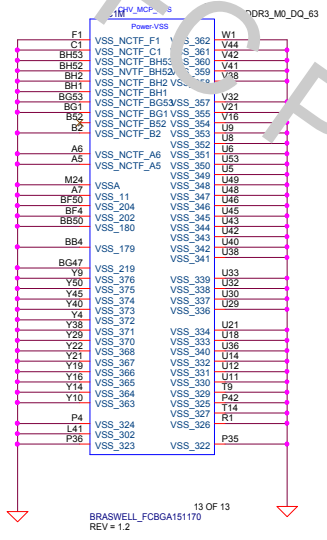 CHV_MCP_
DDR3_M0_DQ_63
Power-VSS
F1 VSS_NCTF_F1 VSS_362 W1
C1 VSS_NCTF_C1 VSS_361 V44
BH53 VSS_NCTF_BH53 VSS_360 V42
BH52 VSS_NCTF_BH52 VSS_359 V41
BH2 VSS_NCTF_BH2 VSS_358 V38
BH1 VSS_NCTF_BH1
BG53 VSS_NCTF_BG53 VSS_357 V32
BG1 VSS_NCTF_BG1 VSS_355 V21
B52 VSS_NCTF_B52 VSS_354 V16
B2 VSS_NCTF_B2 VSS_353 U9
VSS_352 U8
A6 VSS_NCTF_A6 VSS_351 U6
A5 VSS_NCTF_A5 VSS_350 U53
VSS_349 U5
M24 VSSA VSS_348 U49
A7 VSS_11 VSS_347 U48
BF50 VSS_204 VSS_346 U46
BF4 VSS_202 VSS_345 U45
BB50 VSS_180 VSS_344 U43
VSS_343 U42
BB4 VSS_179 VSS_342 U40
VSS_341 U38
BG47 VSS_219
Y9 VSS_376 VSS_339 U33
Y50 VSS_375 VSS_338 U32
Y45 VSS_374 VSS_337 U30
Y40 VSS_373 VSS_336 U29
Y4 VSS_372
Y38 VSS_371 VSS_334 U21
Y29 VSS_370 VSS_333 U18
Y22 VSS_368 VSS_340 U36
Y21 VSS_367 VSS_332 U14
Y19 VSS_366 VSS_331 U12
Y16 VSS_365 VSS_330 U11
Y14 VSS_364 VSS_329 T9
Y10 VSS_363 VSS_325 P42
VSS_327 T14
P4 VSS_324 VSS_326 R1
L41 VSS_302
P36 VSS_323 VSS_322 P35
13 OF 13
BRASWELL_FCBGA151170
REV = 1.2